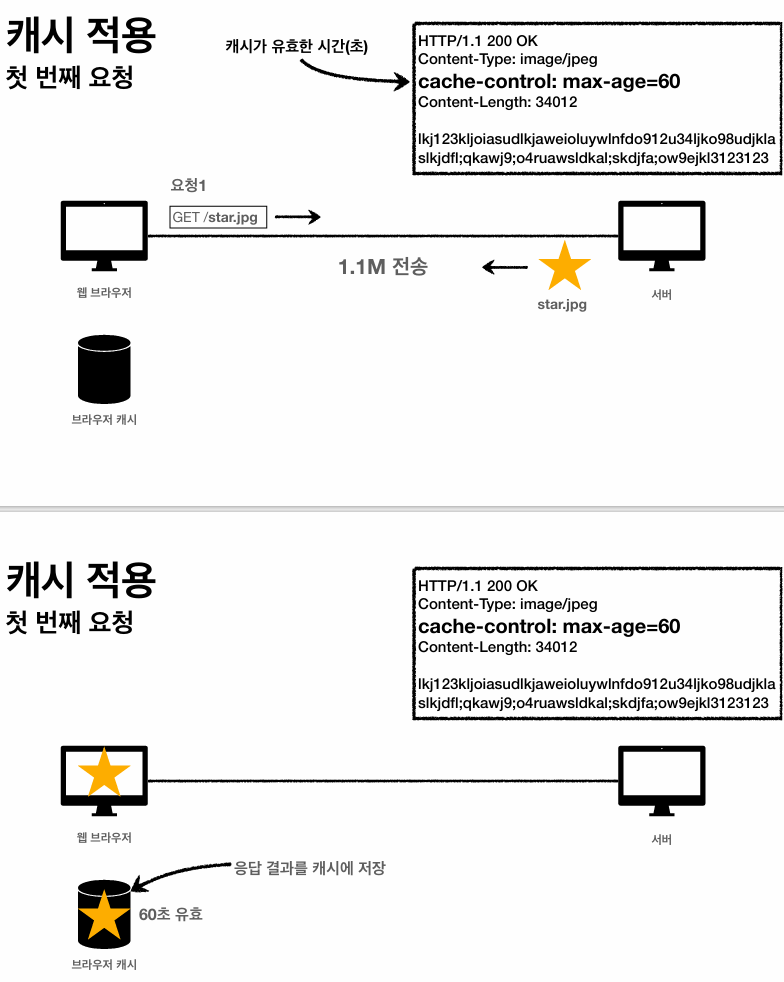 캐시 적용
첫 번째 요청
캐시가 유효한 시간(초)
HTTP/1.1 200 OK
Content-Type: image/jpeg
cache-control: max-age=60
Content-Length: 34012
lkj123kljoiasudlkjaweioluywlnfdo912u34ljko98udjkla
slkjdfl;qkawj9;o4ruawsldkal;skdjfa;ow9ejkl3123123
요청1
GET /star.jpg
1.1M 전송
star.jpg
웹 브라우저
서버
브라우저 캐시
캐시 적용
첫 번째 요청
HTTP/1.1 200 OK
Content-Type: image/jpeg
cache-control: max-age=60
Content-Length: 34012
lkj123kljoiasudlkjaweioluywlnfdo912u34ljko98udjkla
slkjdfl;qkawj9;o4ruawsldkal;skdjfa;ow9ejkl3123123
웹 브라우저
서버
응답 결과를 캐시에 저장
60초 유효
브라우저 캐시